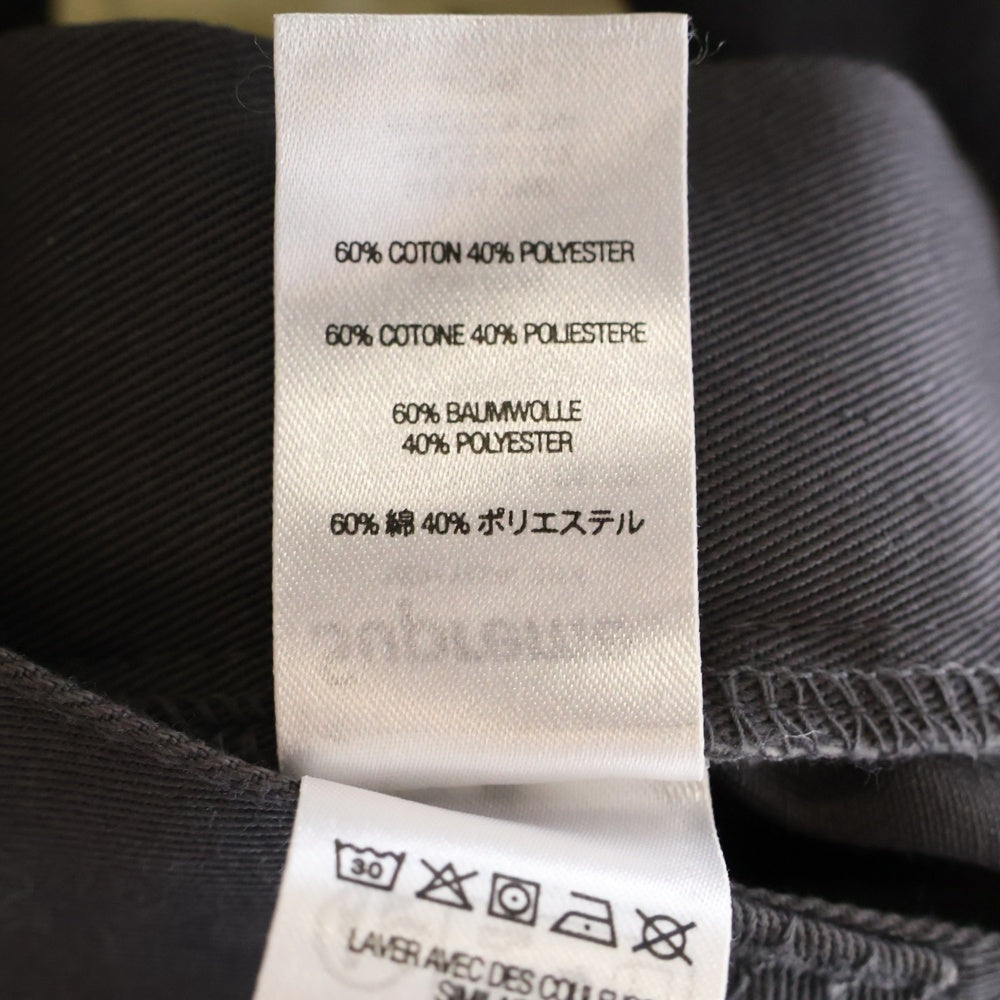 60% COTON 40% POLYESTER
60% COTONE 40% POLIESTERE
60% BAUMWOLLE
40% POLYESTER
60% 綿 40% ポリエステル
30
LAVER AVEC DES COULEURS